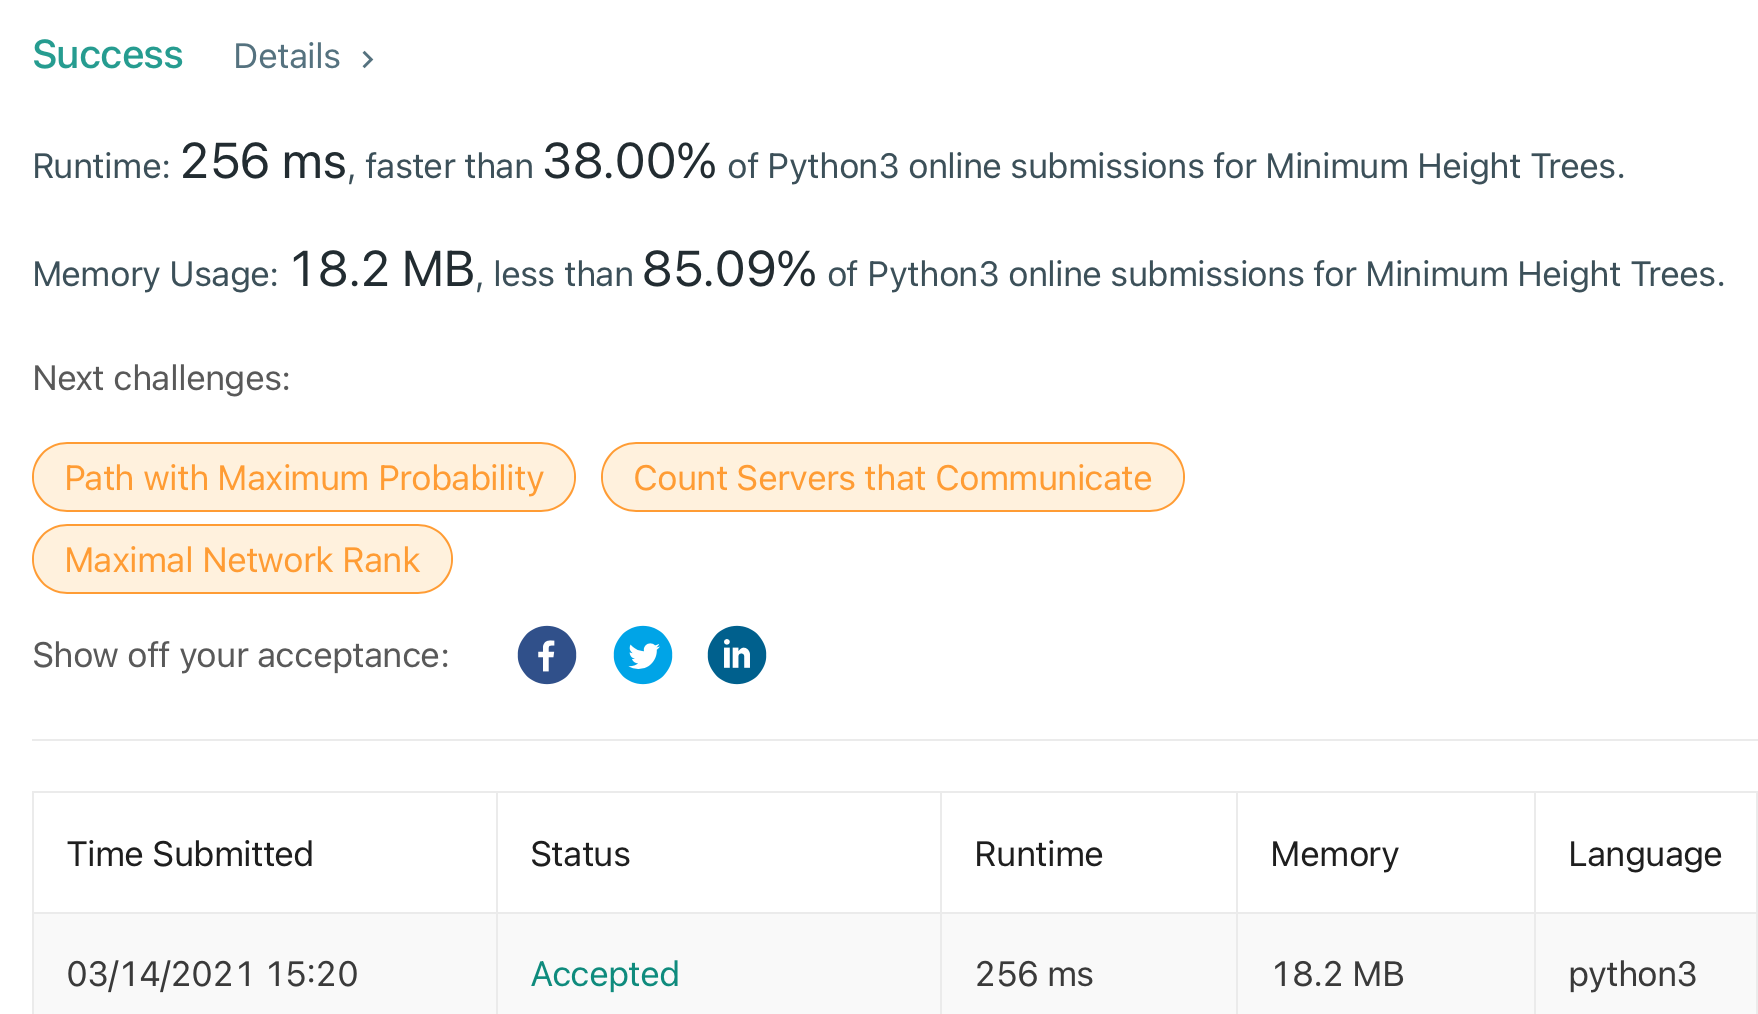 Success Details >
Runtime: 256 ms, faster than 38.00% of Python3 online submissions for Minimum Height Trees.
Memory Usage: 18.2 MB, less than 85.09% of Python3 online submissions for Minimum Height Trees.
Next challenges:
Path with Maximum Probability Count Servers that Communicate
Maximal Network Rank
Show off your acceptance: f in
Time Submitted Status Runtime Memory Language
03/14/2021 15:20 Accepted 256 ms 18.2 MB python3